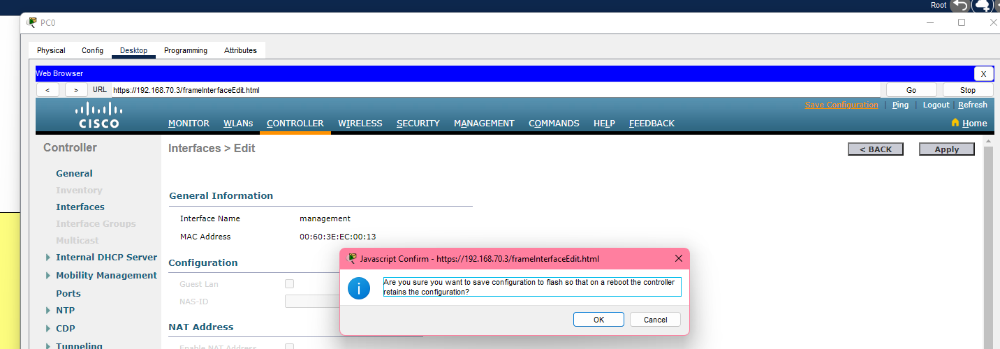 Root
PC0
Physical Config Desktop Programming Attributes
Web Browser X
< > URL https://192.168.70.3/frameInterfaceEdit.html Go Stop
Save Configuration | Ping | Logout | Refresh
CISCO
MONITOR WLANs CONTROLLER WIRELESS SECURITY MANAGEMENT COMMANDS HELP FEEDBACK Home
Controller
General
Inventory
Interfaces
Interface Groups
Multicast
Internal DHCP Server
Mobility Management
Ports
NTP
CDP
Tunneling
Interfaces > Edit
< BACK Apply
General Information
Interface Name management
MAC Address 00:60:3E:EC:00:13
Configuration
Guest Lan
NAS-ID
NAT Address
Enable NAT Address
Javascript Confirm - https://192.168.70.3/frameInterfaceEdit.html
Are you sure you want to save configuration to flash so that on a reboot the controller
retains the configuration?
OK Cancel